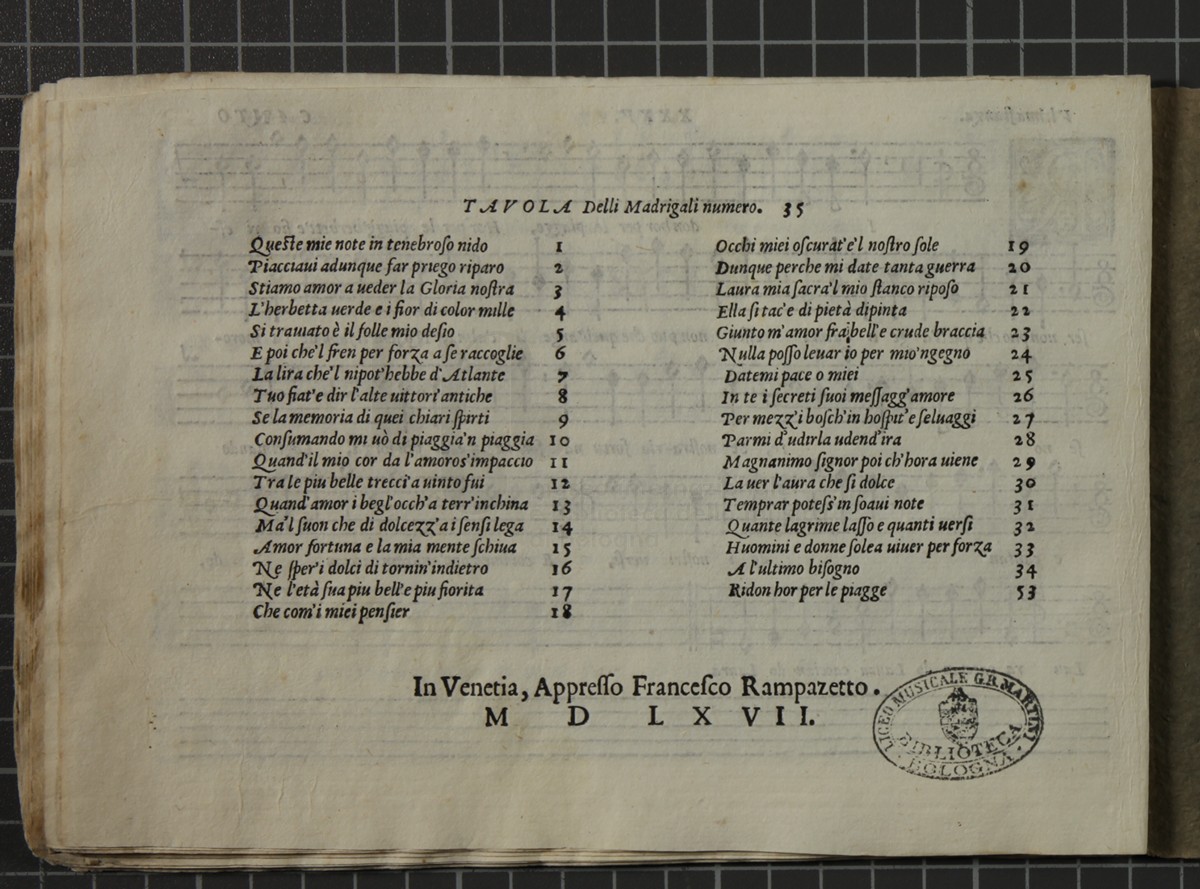 TAVOLA Delli Madrigali numero. 35
Queſte mie note in tenebroſo nido 1
Piacciaui adunque far priego riparo 2
Stiamo amor a ueder la Gloria noſtra 3
L'herbetta uerde e i fior di color mille 4
Si trauiato è il folle mio deſio 5
E poi che'l fren per forza a ſe raccoglie 6
La lira che'l nipot'hebbe d'Atlante 7
Tuo fiat'e dir l'alte uittori'antiche 8
Se la memoria di quei chiari ſpirti 9
Conſumando mi uò di piaggia'n piaggia 10
Quand'il mio cor da l'amoroſ'impaccio 11
Tra le piu belle trecci'a uinto fui 12
Quand'amor i begl'occh'a terr'inchina 13
Ma'l ſuon che di dolcezz'a i ſenſi lega 14
Amor fortuna e la mia mente ſchiua 15
Ne ſper'i dolci di tornin'indietro 16
Ne l'età ſua piu bell'e piu fiorita 17
Che com'i miei penſier 18
Occhi miei oſcurat'e'l noſtro ſole 19
Dunque perche mi date tanta guerra 20
Laura mia ſacra'l mio ſtanco ripoſo 21
Ella ſi tac'e di pietà dipinta 22
Giunto m'amor fra bell'e crude braccia 23
Nulla poſſo leuar io per mio'ngegno 24
Datemi pace o miei 25
In te i ſecreti ſuoi meſſagg'amore 26
Per mezz'i boſch'in hoſpit'e ſeluaggi 27
Parmi d'udirla udend'ira 28
Magnanimo ſignor poi ch'hora uiene 29
La uer l'aura che ſi dolce 30
Temprar poteſs'in ſoaui note 31
Quante lagrime laſſo e quanti uerſi 32
Huomini e donne ſolea uiuer per forza 33
A l'ultimo biſogno 34
Ridon hor per le piagge 53
In Venetia, Appreſſo Franceſco Rampazetto.
M D L X VII.
LICEO MUSICALE G.B. MARTINI
BIBLIOTECA
BOLOGNA